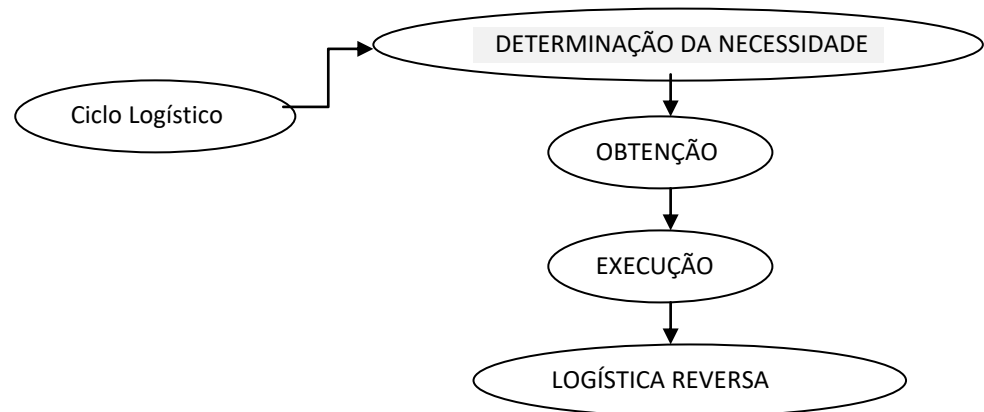 DETERMINAÇÃO DA NECESSIDADE
Ciclo Logístico
OBTENÇÃO
EXECUÇÃO
LOGÍSTICA REVERSA